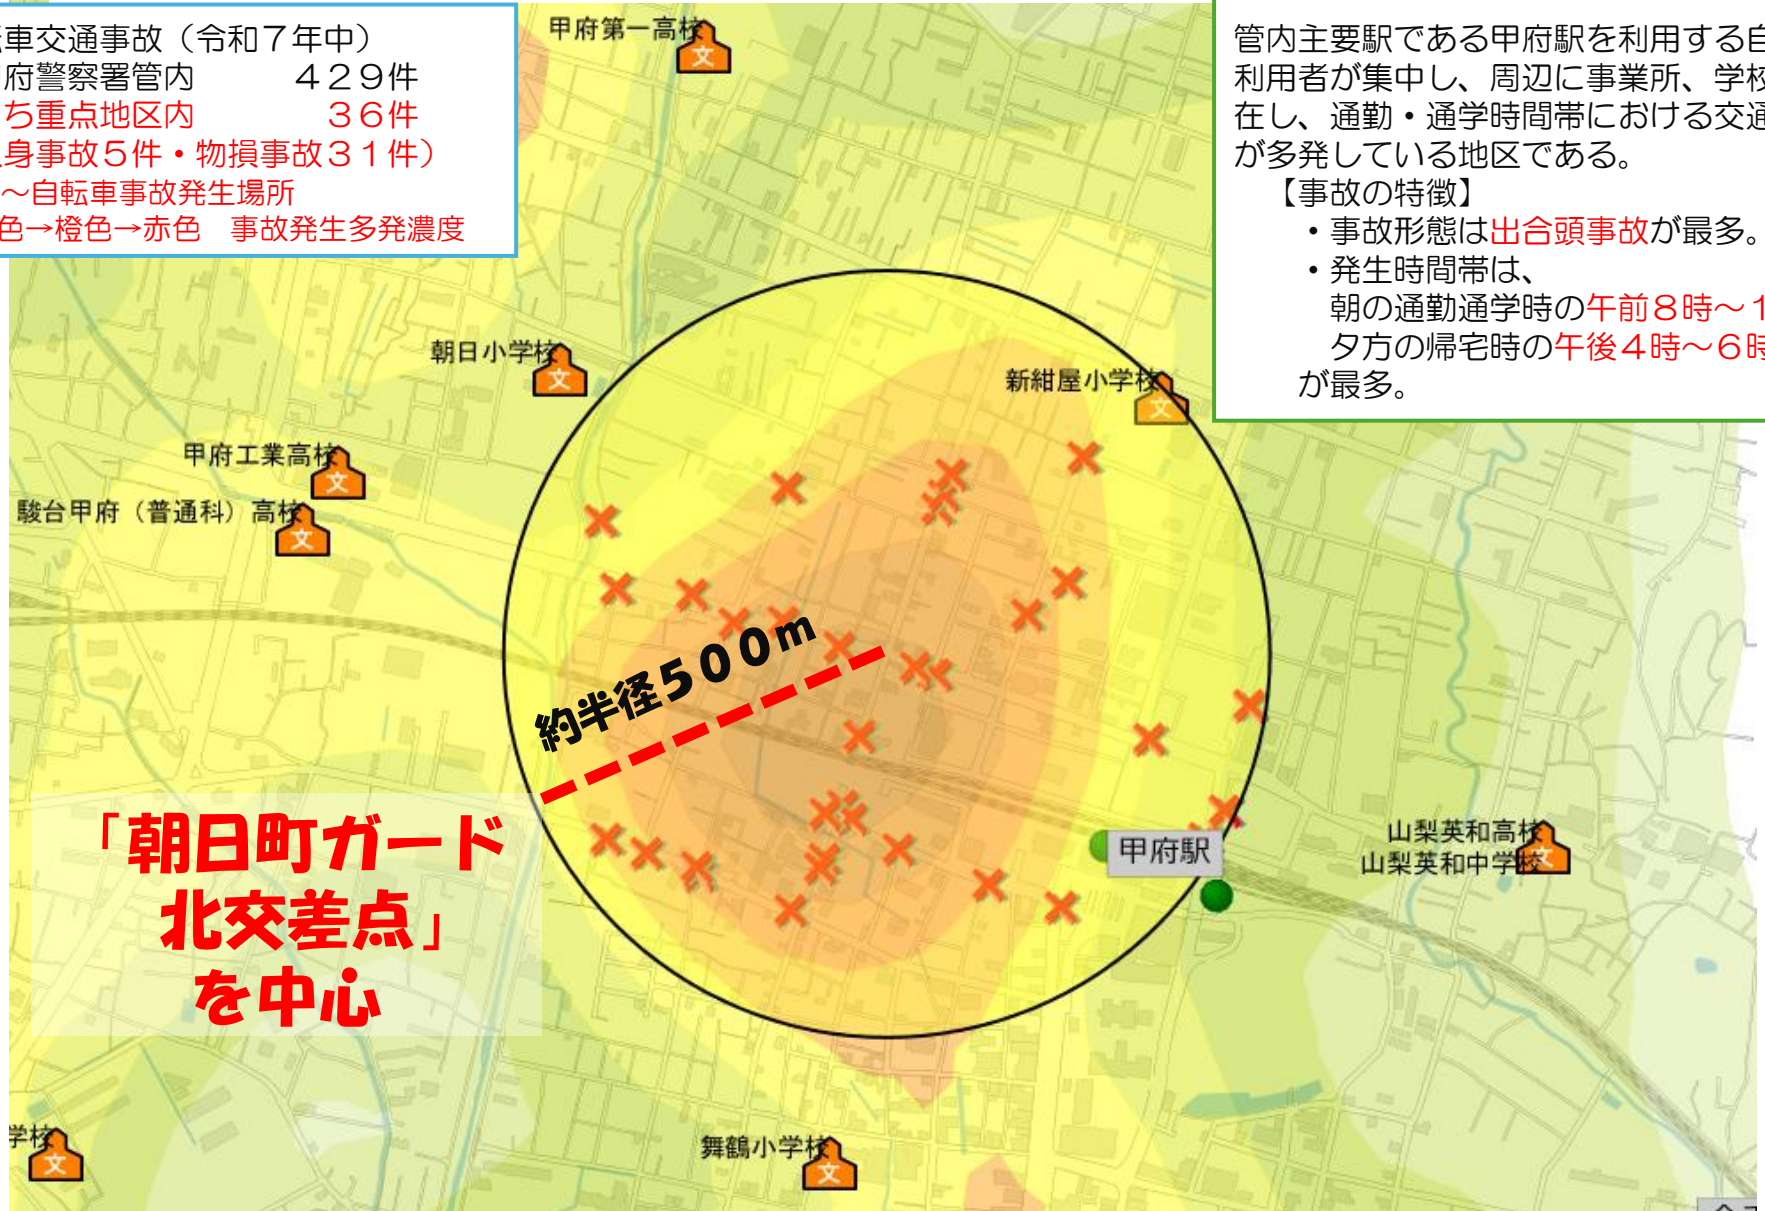 車交通事故（令和７年中）
府警察署管内　４２９件
ち重点地区内　３６件
身事故５件・物損事故３１件）
～自転車事故発生場所
色→橙色→赤色　事故発生多発濃度
管内主要駅である甲府駅を利用する自
利用者が集中し、周辺に事業所、学校
在し、通勤・通学時間帯における交通
が多発している地区である。
【事故の特徴】
・事故形態は出合頭事故が最多。
・発生時間帯は、
朝の通勤通学時の午前８時～１
夕方の帰宅時の午後４時～６時
が最多。
甲府第一高校
文
朝日小学校
文
新紺屋小学校
文
甲府工業高校
文
駿台甲府（普通科）高校
文
約半径５００ｍ
「朝日町ガード
北交差点」
を中心
甲府駅
山梨英和高校
山梨英和中学校
文
学校
文
舞鶴小学校
文